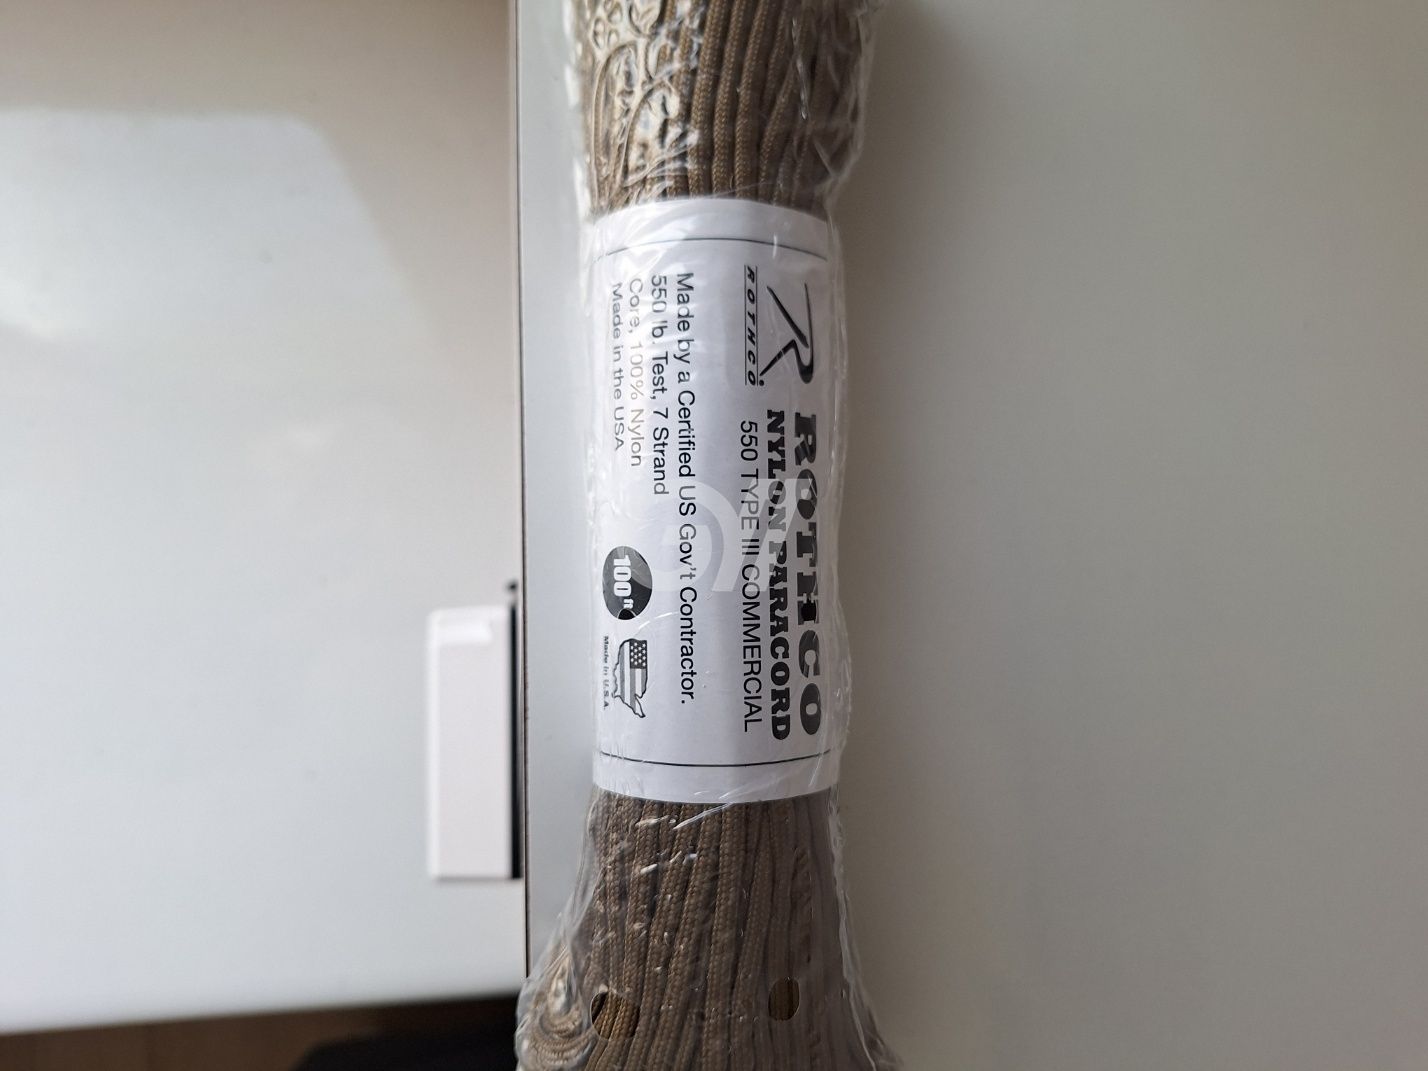 ROTHCO
ROTHCO
NYLON PARACORD
550 TYPE III COMMERCIAL
Made by a Certified US Gov't Contractor.
550 lb. Test, 7 Strand
Core, 100% Nylon
Made in the USA
100 ft
Made in U.S.A.